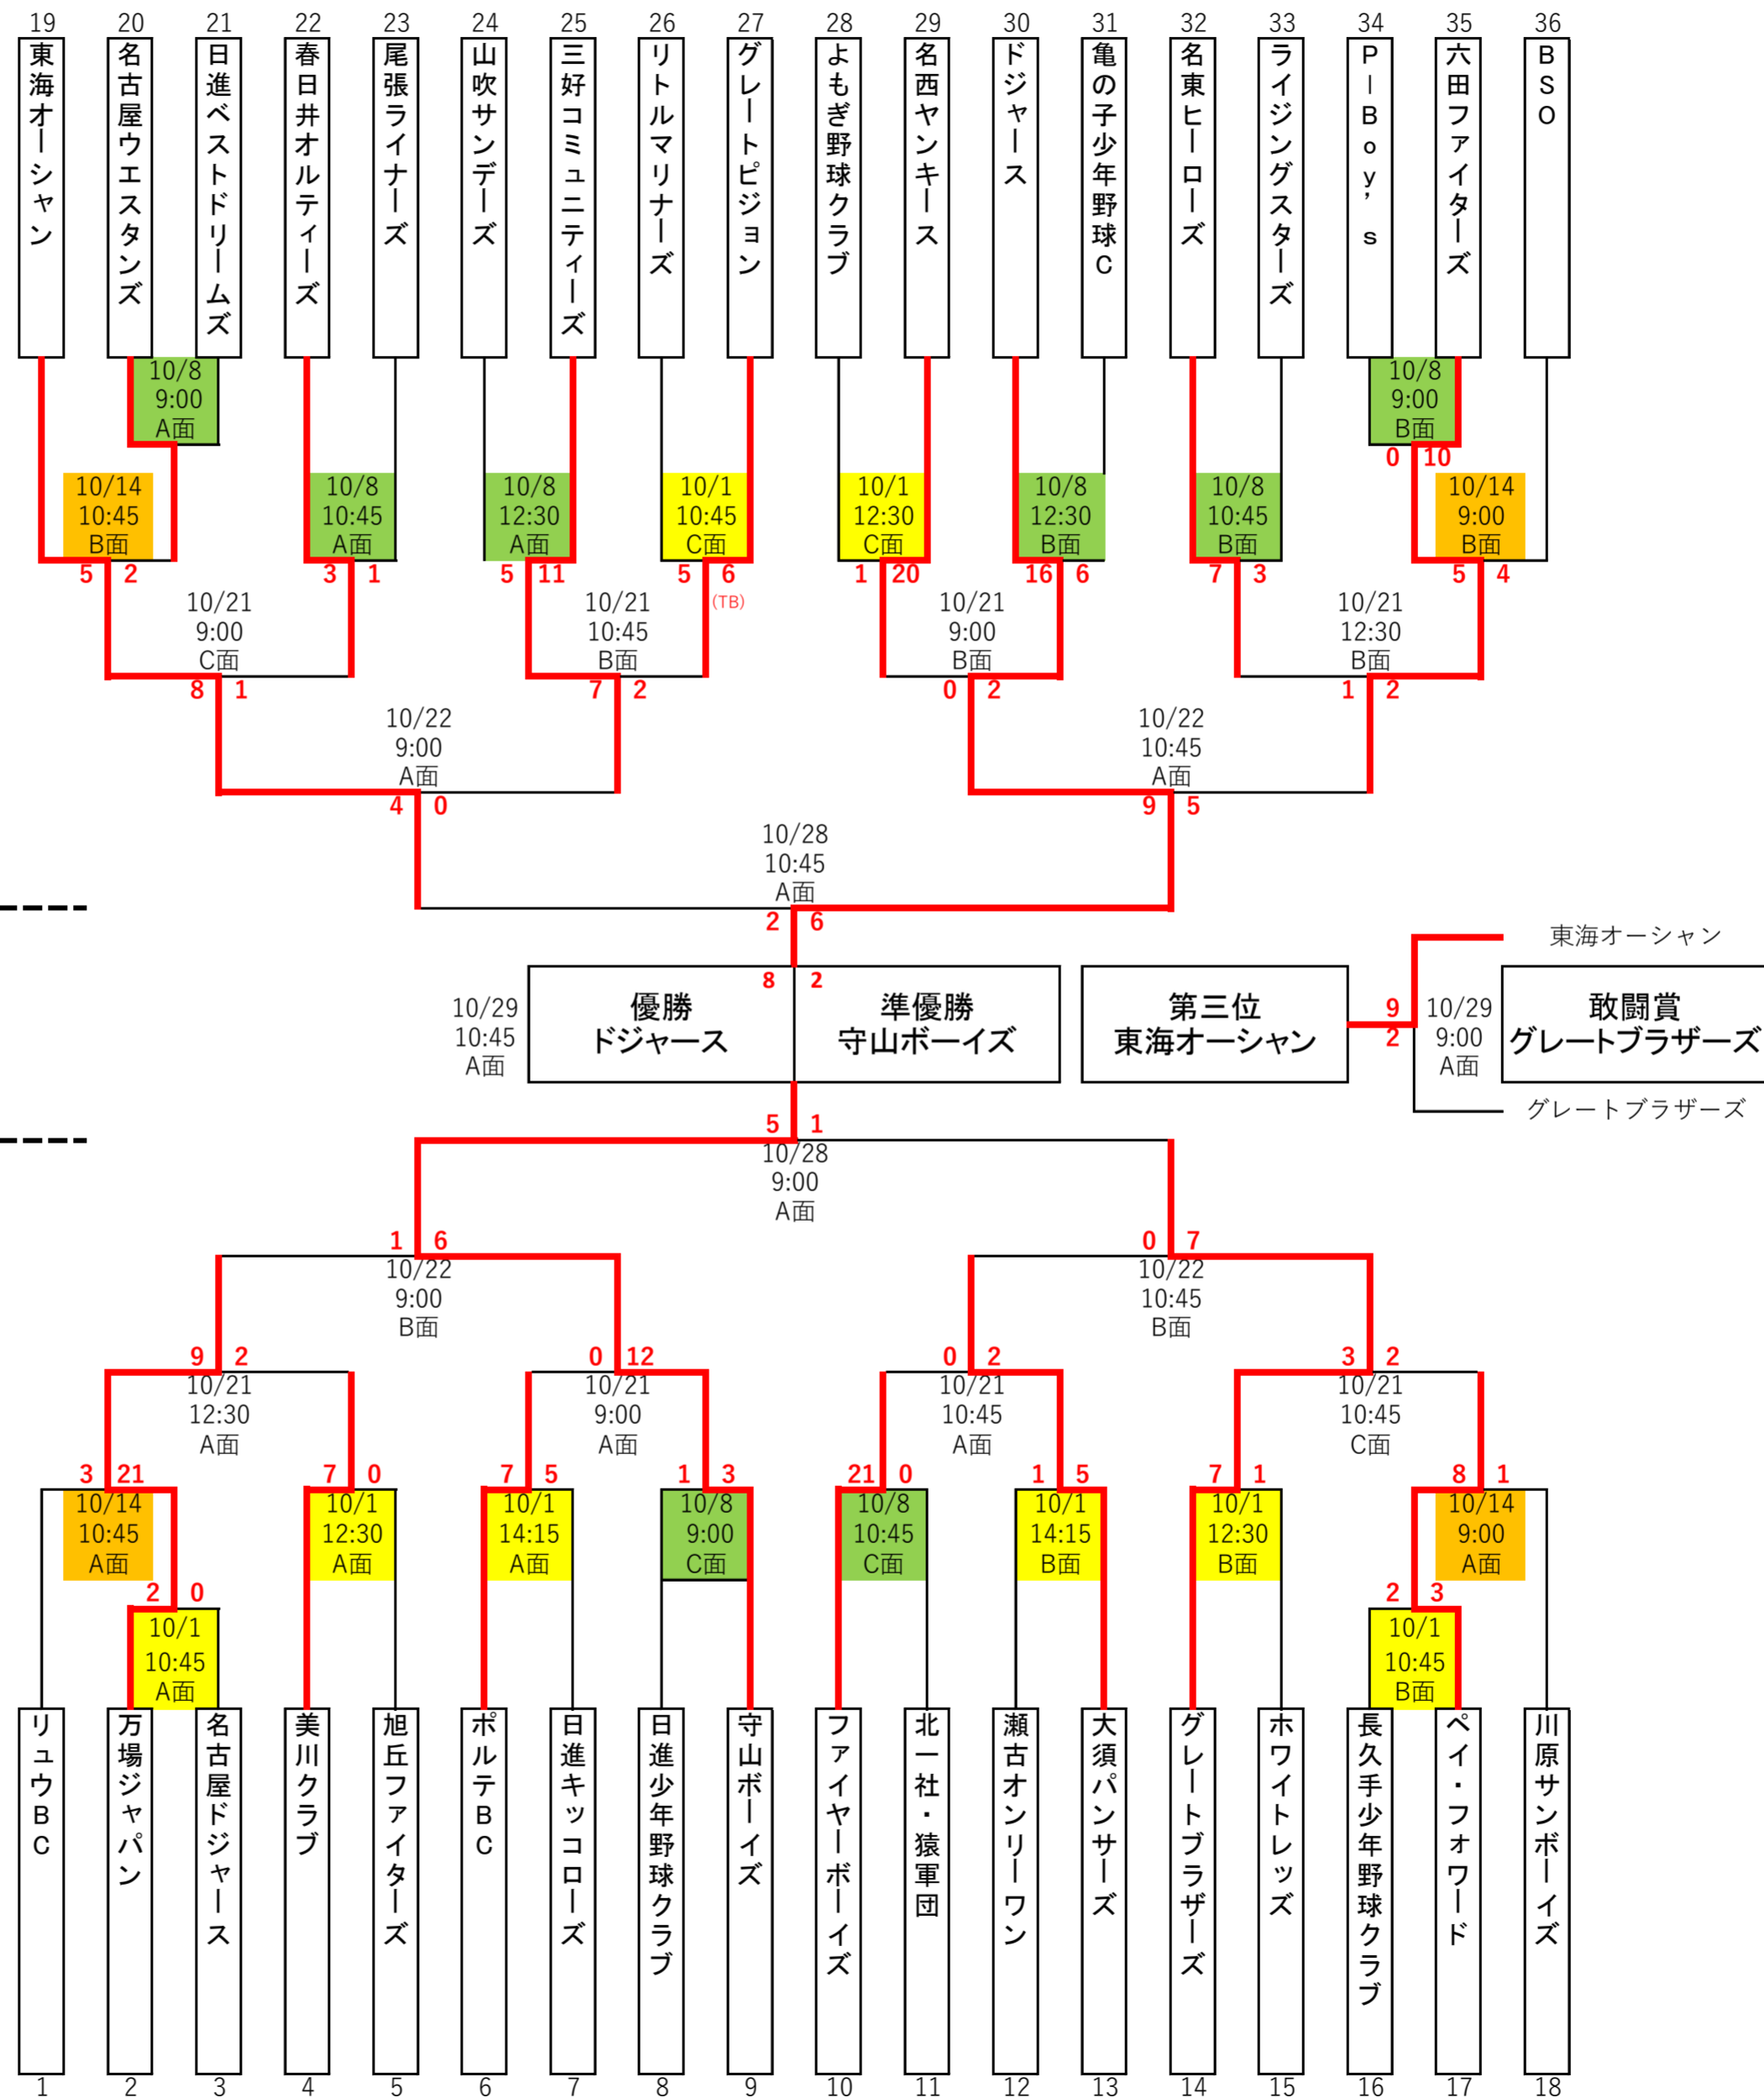 19 20 21 22 23 24 25 26 27 28 29 30 31 32 33 34 35 36
東海オーシャン
名古屋ウエスタンズ
日進ベストドリームズ
春日井オルティーズ
尾張ライナーズ
山吹サンデーズ
三好コミュニティーズ
リトルマリナーズ
グレートピジョン
よもぎ野球クラブ
名西ヤンキース
ドジャース
亀の子少年野球C
名東ヒーローズ
ライジングスターズ
P－Boy's
六田ファイターズ
BSO
10/8
9:00
A面
10/8
9:00
B面
0 10
10/14
10:45
B面
5 2
10/8
10:45
A面
3 1
10/8
12:30
A面
5 11
10/1
10:45
C面
5 6
(TB)
10/1
12:30
C面
1 20
10/8
12:30
B面
16 6
10/8
10:45
B面
7 3
10/14
9:00
B面
5 4
10/21
9:00
C面
8 1
10/21
10:45
B面
7 2
10/21
9:00
B面
0 2
10/21
12:30
B面
1 2
10/22
9:00
A面
4 0
10/22
10:45
A面
9 5
10/28
10:45
A面
2 6
10/29
10:45
A面
8 2
優勝
ドジャース
準優勝
守山ボーイズ
第三位
東海オーシャン
東海オーシャン
9
2
10/29
9:00
A面
敢闘賞
グレートブラザーズ
グレートブラザーズ
5 1
10/28
9:00
A面
1 6
10/22
9:00
B面
0 7
10/22
10:45
B面
9 2
10/21
12:30
A面
0 12
10/21
9:00
A面
0 2
10/21
10:45
A面
3 2
10/21
10:45
C面
3 21
10/14
10:45
A面
7 0
10/1
12:30
A面
7 5
10/1
14:15
A面
1 3
10/8
9:00
C面
21 0
10/8
10:45
C面
1 5
10/1
14:15
B面
7 1
10/1
12:30
B面
8 1
10/14
9:00
A面
2 0
10/1
10:45
A面
2 3
10/1
10:45
B面
リュウBC
万場ジャパン
名古屋ドジャース
美川クラブ
旭丘ファイターズ
ポルテBC
日進キッコローズ
日進少年野球クラブ
守山ボーイズ
ファイヤーボーイズ
北一社・猿軍団
瀬古オンリーワン
大須パンサーズ
グレートブラザーズ
ホワイトレッズ
長久手少年野球クラブ
ペイ・フォワード
川原サンボーイズ
1 2 3 4 5 6 7 8 9 10 11 12 13 14 15 16 17 18